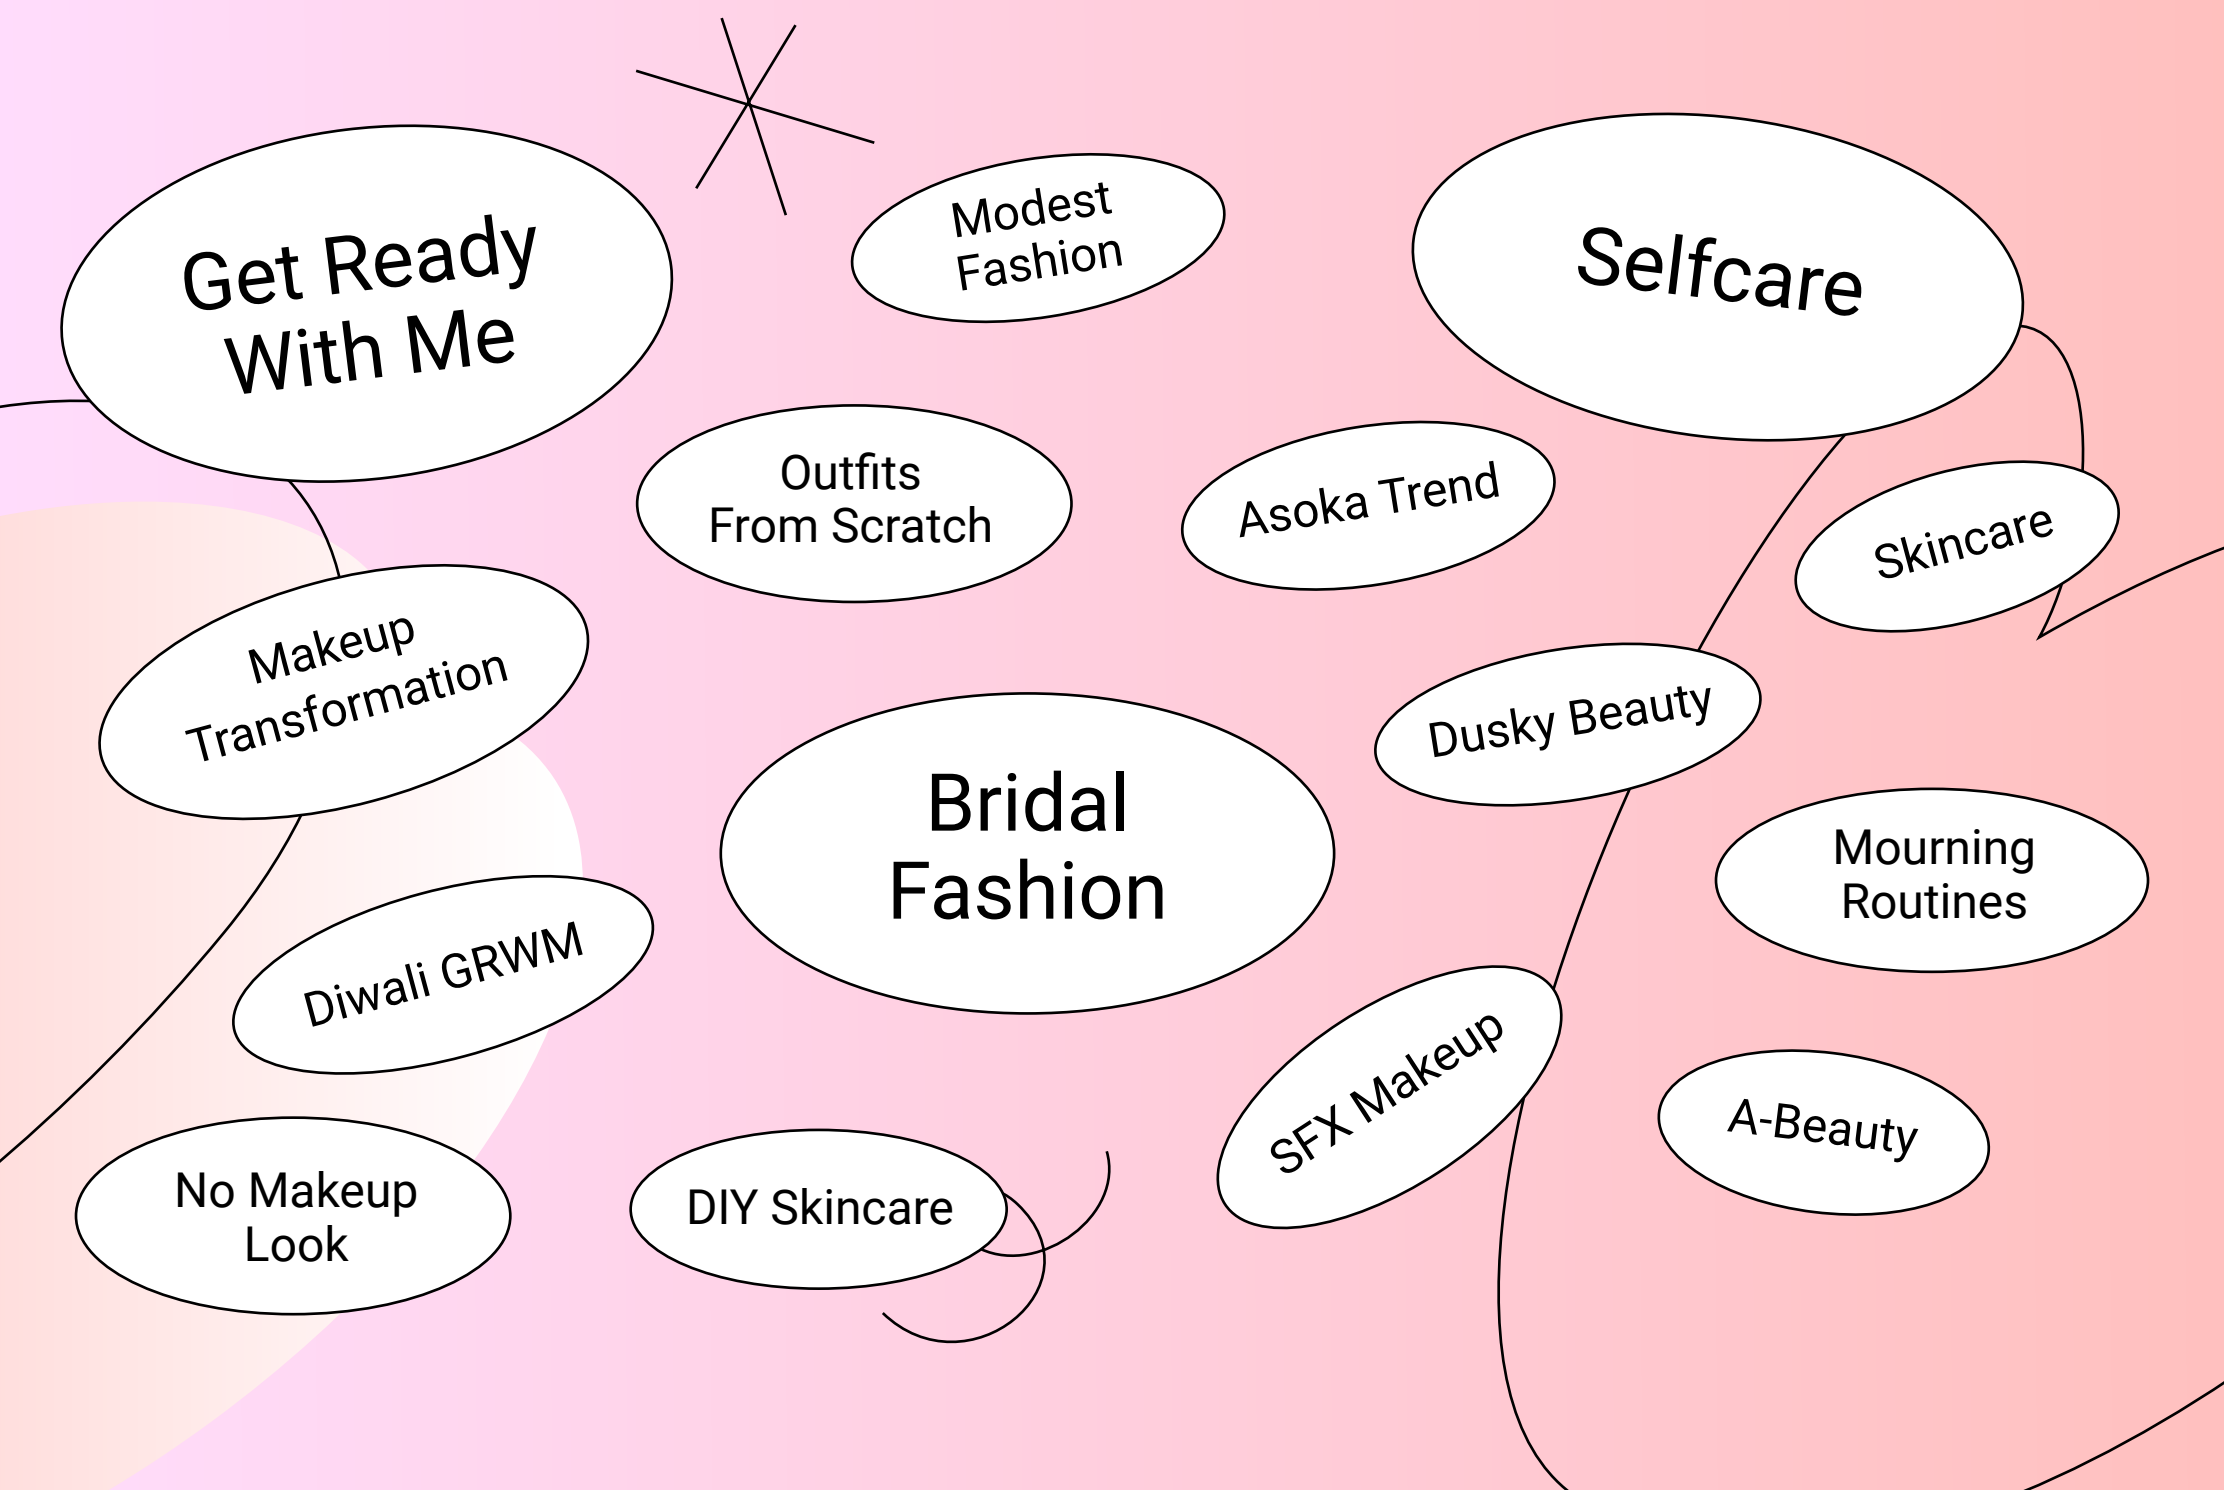 Get Ready
With Me
Modest
Fashion
Selfcare
Outfits
From Scratch
Asoka Trend
Skincare
Makeup
Transformation
Dusky Beauty
Bridal
Fashion
Mourning
Routines
Diwali GRWM
SFX Makeup
A-Beauty
No Makeup
Look
DIY Skincare